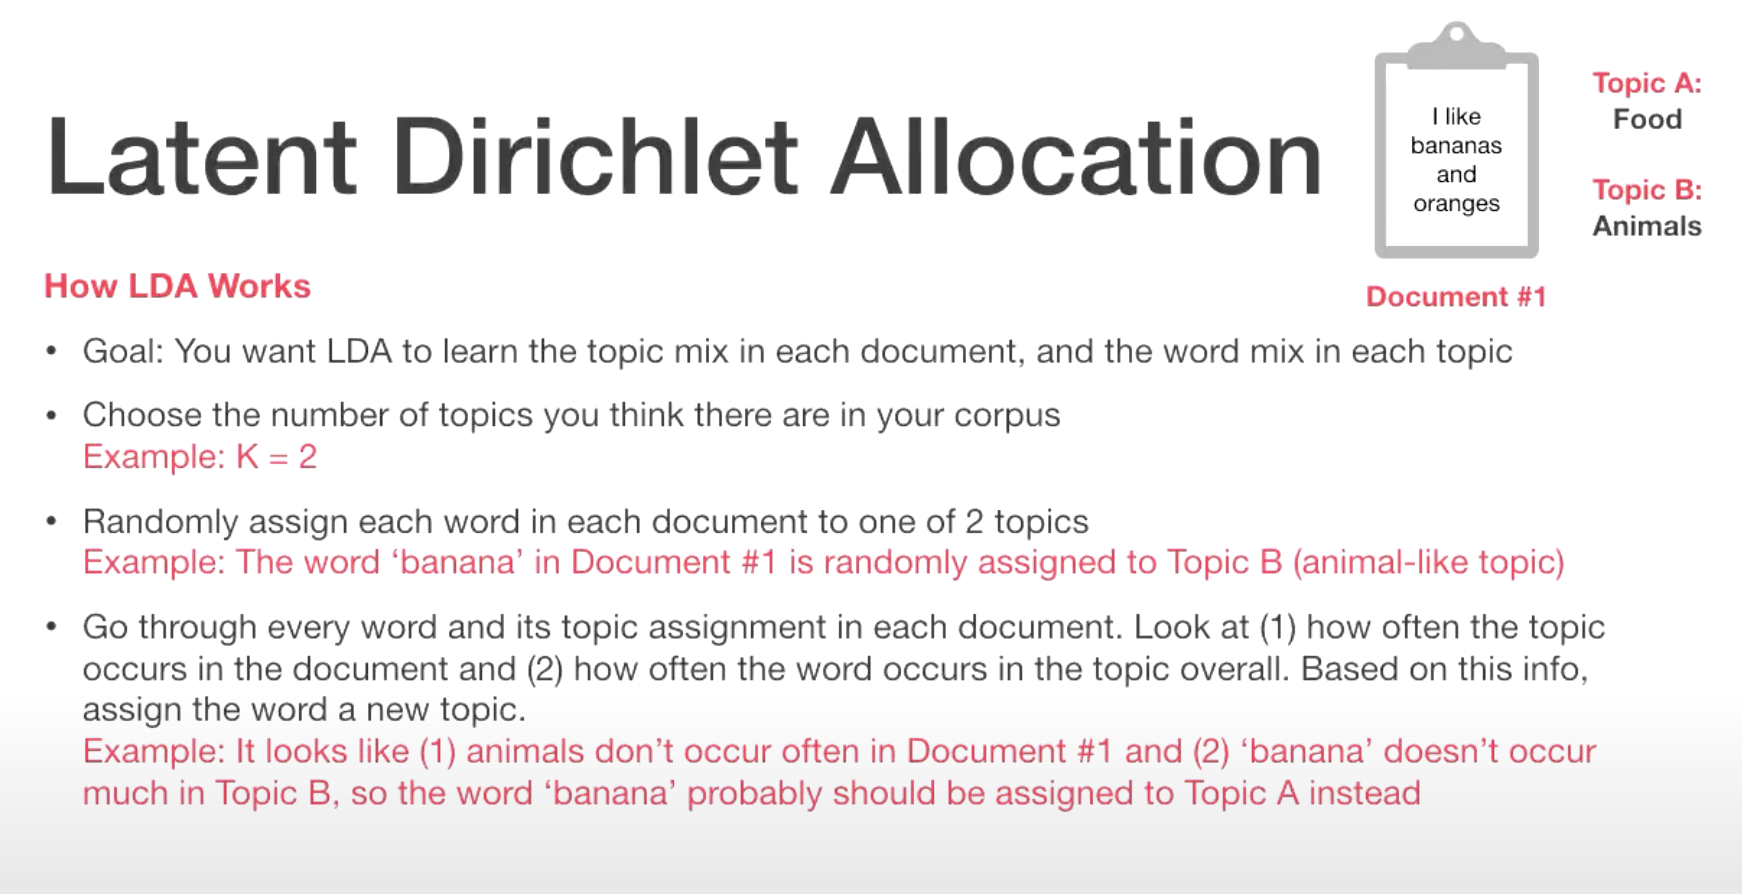 Latent Dirichlet Allocation
I like
bananas
and
oranges
Document #1
Topic A:
Food
Topic B:
Animals
How LDA Works
• Goal: You want LDA to learn the topic mix in each document, and the word mix in each topic
• Choose the number of topics you think there are in your corpus
Example: K = 2
• Randomly assign each word in each document to one of 2 topics
Example: The word ‘banana’ in Document #1 is randomly assigned to Topic B (animal-like topic)
• Go through every word and its topic assignment in each document. Look at (1) how often the topic
occurs in the document and (2) how often the word occurs in the topic overall. Based on this info,
assign the word a new topic.
Example: It looks like (1) animals don’t occur often in Document #1 and (2) ‘banana’ doesn’t occur
much in Topic B, so the word ‘banana’ probably should be assigned to Topic A instead